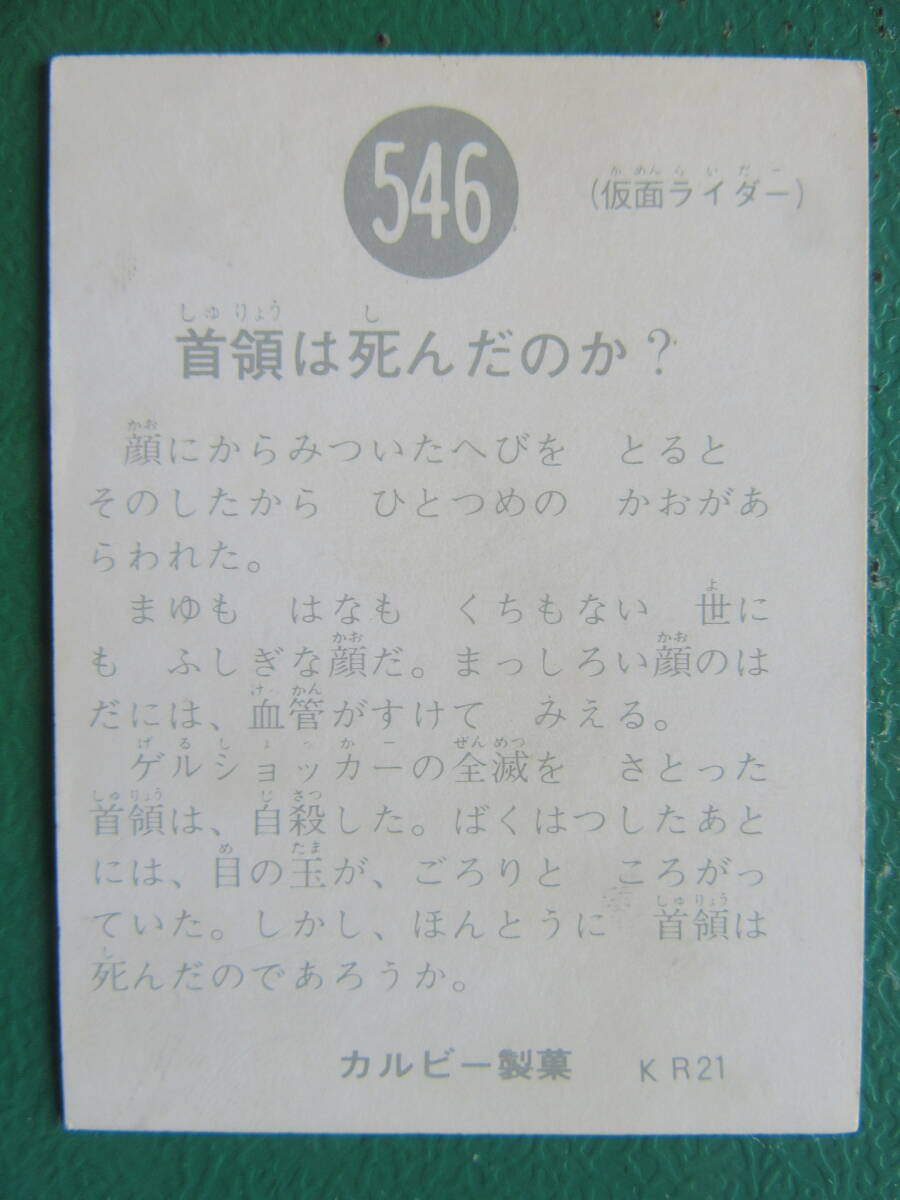 546
(仮面ライダー)
首領は死んだのか?
顔にからみついたへびを とると
そのしたから ひとつめの かおがあ
らわれた。
まゆも はなも くちもない 世に
も ふしぎな顔だ。まっしろい顔のは
だには、血管がすけて みえる。
ゲルショッカーの全滅を さとった
首領は、自殺した。ばくはつしたあと
には、目の玉が、ごろりと ころがっ
ていた。しかし、ほんとうに 首領は
死んだのであろうか。
カルビー製菓 KR21